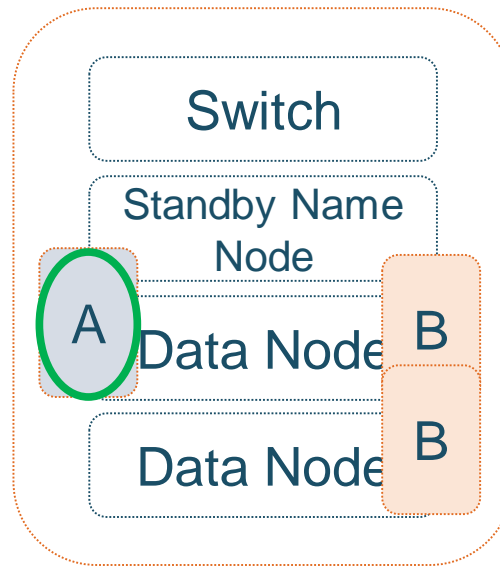 Switch
Standby Name
Node
A
Data Node
B
Data Node
B